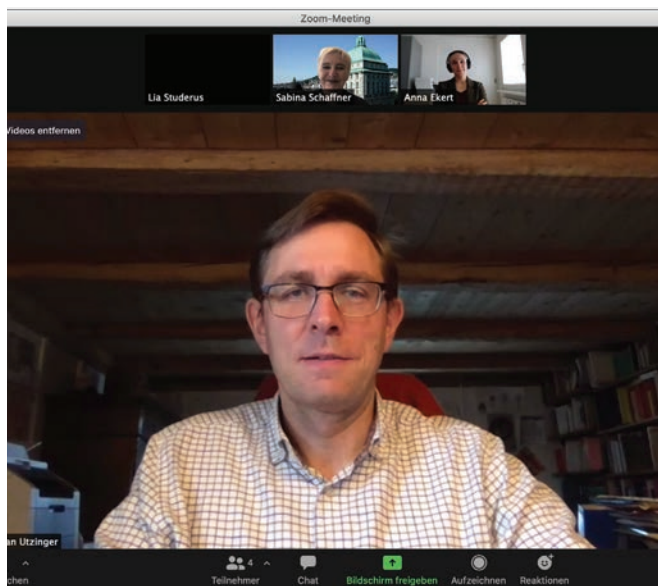 Zoom-Meeting
Lia Studerus
Sabina Schaffner
Anna Ekert
Videos entfernen
an Utzinger
4
chen
Teilnehmer
Chat
Bildschirm freigeben
Aufzeichnen
Reaktionen